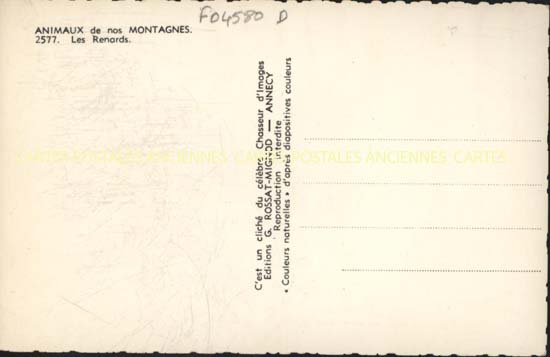 F04580 D
ANIMAUX de nos MONTAGNES.
2577. Les Renards.
C'est un cliché du célèbre Chasseur d'Images
Editions G. ROSSAT-MIGNOD — ANNECY
Reproduction interdite
« Couleurs naturelles » d'après diapositives couleurs
CARTES POSTALES ANCIENNES CARTES POSTALES ANCIENNES CARTES